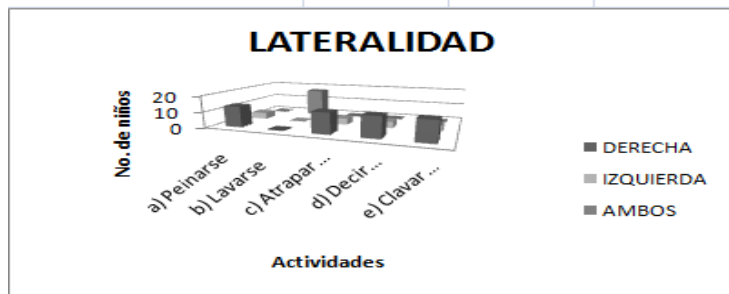 LATERALIDAD
No. de niños
20
10
0
a) Peinarse
b) Lavarse
c) Atrapar ...
d) Decir ...
e) Clavar ...
Actividades
DERECHA
IZQUIERDA
AMBOS